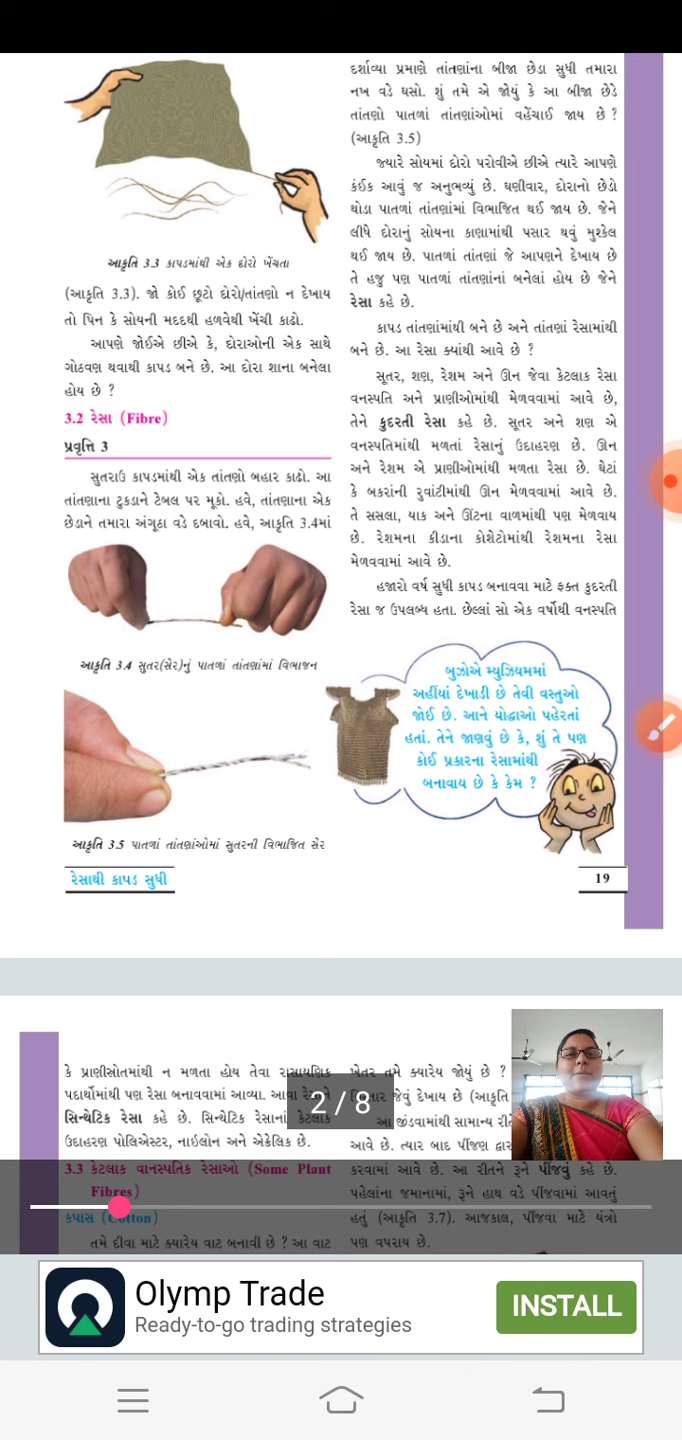 આકૃતિ 3.3 કાપડમાંથી એક દોરો ખેંચતા
(આકૃતિ 3.3). જો કોઈ છૂટો દોરો/તાંતણો ન દેખાય
તો પિન કે સોયની મદદથી હળવેથી ખેંચી કાઢો.
આપણે જોઈએ છીએ કે, દોરાઓની એક સાથે
ગોઠવણ થવાથી કાપડ બને છે. આ દોરા શાના બનેલા
હોય છે ?
3.2 રેસા (Fibre)
પ્રવૃત્તિ 3
સુતરાઉ કાપડમાંથી એક તાંતણો બહાર કાઢો. આ
તાંતણાના ટુકડાને ટેબલ પર મૂકો. હવે, તાંતણાના એક
છેડાને તમારા અંગૂઠા વડે દબાવો. હવે, આકૃતિ 3.4માં
આકૃતિ 3.4 સુતર(સેર)નું પાતળાં તાંતણાંમાં વિભાજન
આકૃતિ 3.5 પાતળાં તાંતણાંઓમાં સુતરની વિભાજિત સેર
દર્શાવ્યા પ્રમાણે તાંતણાંના બીજા છેડા સુધી તમારા
નખ વડે ઘસો. શું તમે એ જોયું કે આ બીજા છેડે
તાંતણો પાતળાં તાંતણાંઓમાં વહેંચાઈ જાય છે ?
(આકૃતિ 3.5)
જ્યારે સોયમાં દોરો પરોવીએ છીએ ત્યારે આપણે
કંઈક આવું જ અનુભવ્યું છે. ઘણીવાર, દોરાનો છેડો
થોડા પાતળાં તાંતણાંમાં વિભાજિત થઈ જાય છે. જેને
લીધે દોરાનું સોયના કાણામાંથી પસાર થવું મુશ્કેલ
થઈ જાય છે. પાતળાં તાંતણાં જે આપણને દેખાય છે
તે હજુ પણ પાતળાં તાંતણાંનાં બનેલાં હોય છે જેને
રેસા કહે છે.
કાપડ તાંતણાંમાંથી બને છે અને તાંતણાં રેસામાંથી
બને છે. આ રેસા ક્યાંથી આવે છે ?
સૂતર, શણ, રેશમ અને ઊન જેવા કેટલાક રેસા
વનસ્પતિ અને પ્રાણીઓમાંથી મેળવવામાં આવે છે,
તેને કુદરતી રેસા કહે છે. સૂતર અને શણ એ
વનસ્પતિમાંથી મળતાં રેસાનું ઉદાહરણ છે. ઊન
અને રેશમ એ પ્રાણીઓમાંથી મળતા રેસા છે. ઘેટાં
કે બકરાંની રુવાંટીમાંથી ઊન મેળવવામાં આવે છે.
તે સસલા, યાક અને ઊંટના વાળમાંથી પણ મેળવાય
છે. રેશમના કીડાના કોશેટોમાંથી રેશમના રેસા
મેળવવામાં આવે છે.
હજારો વર્ષ સુધી કાપડ બનાવવા માટે ફક્ત કુદરતી
રેસા જ ઉપલબ્ધ હતા. છેલ્લાં સો એક વર્ષોથી વનસ્પતિ
બુઝોએ મ્યુઝિયમમાં
અહીંયાં દેખાડી છે તેવી વસ્તુઓ
જોઈ છે. આને યોદ્ધાઓ પહેરતાં
હતાં. તેને જાણવું છે કે, શું તે પણ
કોઈ પ્રકારના રેસામાંથી
બનાવાય છે કે કેમ ?
રેસાથી કાપડ સુધી
19
કે પ્રાણીસ્રોતમાંથી ન મળતા હોય તેવા રાસાયણિક
પદાર્થોમાંથી પણ રેસા બનાવવામાં આવ્યા. આવા રેસાને
સિન્થેટિક રેસા કહે છે. સિન્થેટિક રેસાનાં કેટલાક
ઉદાહરણ પોલિએસ્ટર, નાઈલોન અને એક્રેલિક છે.
3.3 કેટલાક વાનસ્પતિક રેસાઓ (Some Plant
Fibres)
કપાસ (Cotton)
તમે દીવા માટે ક્યારેય વાટ બનાવી છે ? આ વાટ
ખેતર તમે ક્યારેય જોયું છે ?
જેવું દેખાય છે (આકૃતિ
આ જીંડવામાંથી સામાન્ય
આવે છે. ત્યાર બાદ પીંજણ
કરવામાં આવે છે. આ રીતને રૂને પીંજવું કહે છે.
પહેલાંના જમાનામાં, રૂને હાથ વડે પીંજવામાં આવતું
હતું (આકૃતિ 3.7). આજકાલ, પીંજવા માટે યંત્રો
પણ વપરાય છે.
2 / 8
Olymp Trade
Ready-to-go trading strategies
INSTALL